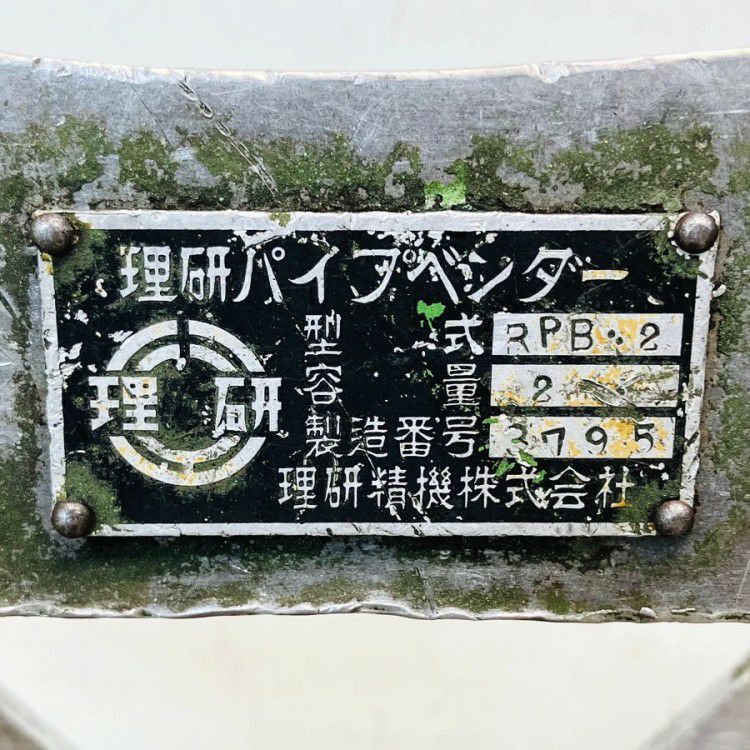 理研パイプベンダー
型式 RPB・2
理研
容量 2
製造番号 3795
理研精機株式会社